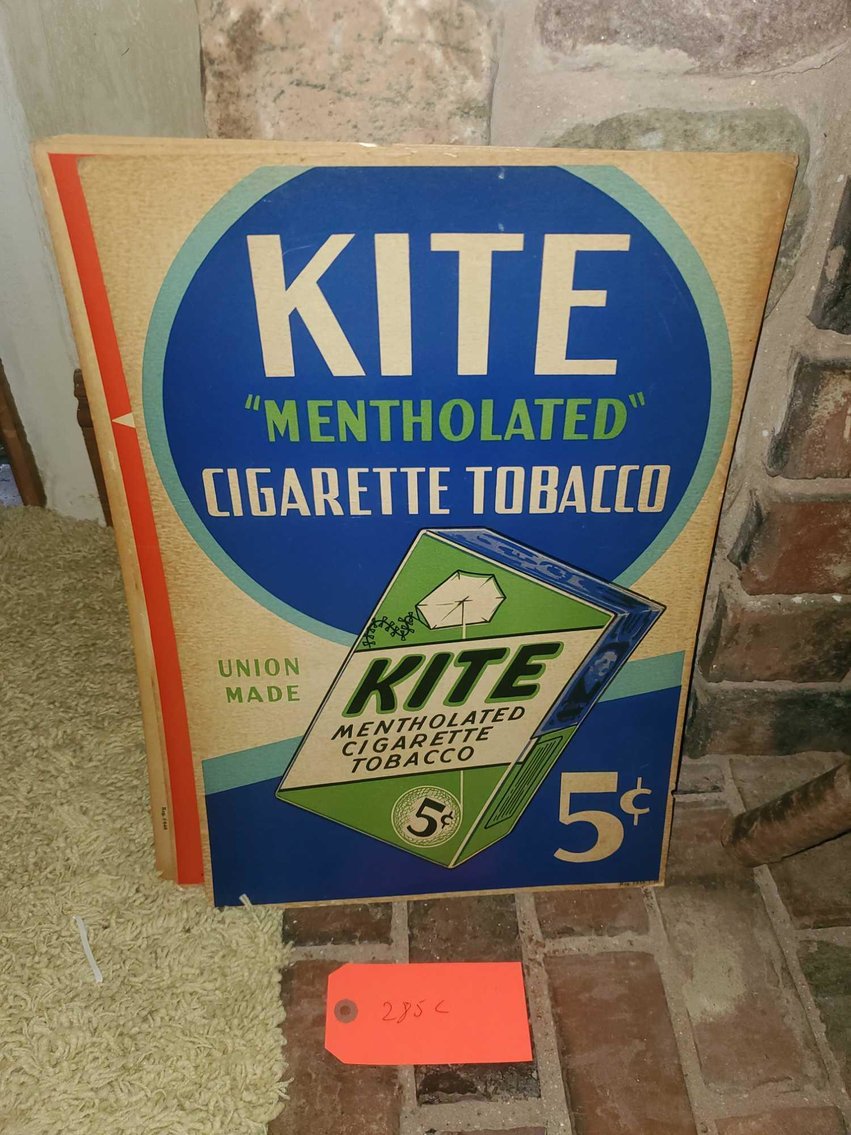 KITE
"MENTHOLATED"
CIGARETTE TOBACCO
UNION
MADE
KITE
MENTHOLATED
CIGARETTE
TOBACCO
5¢
5¢
285C